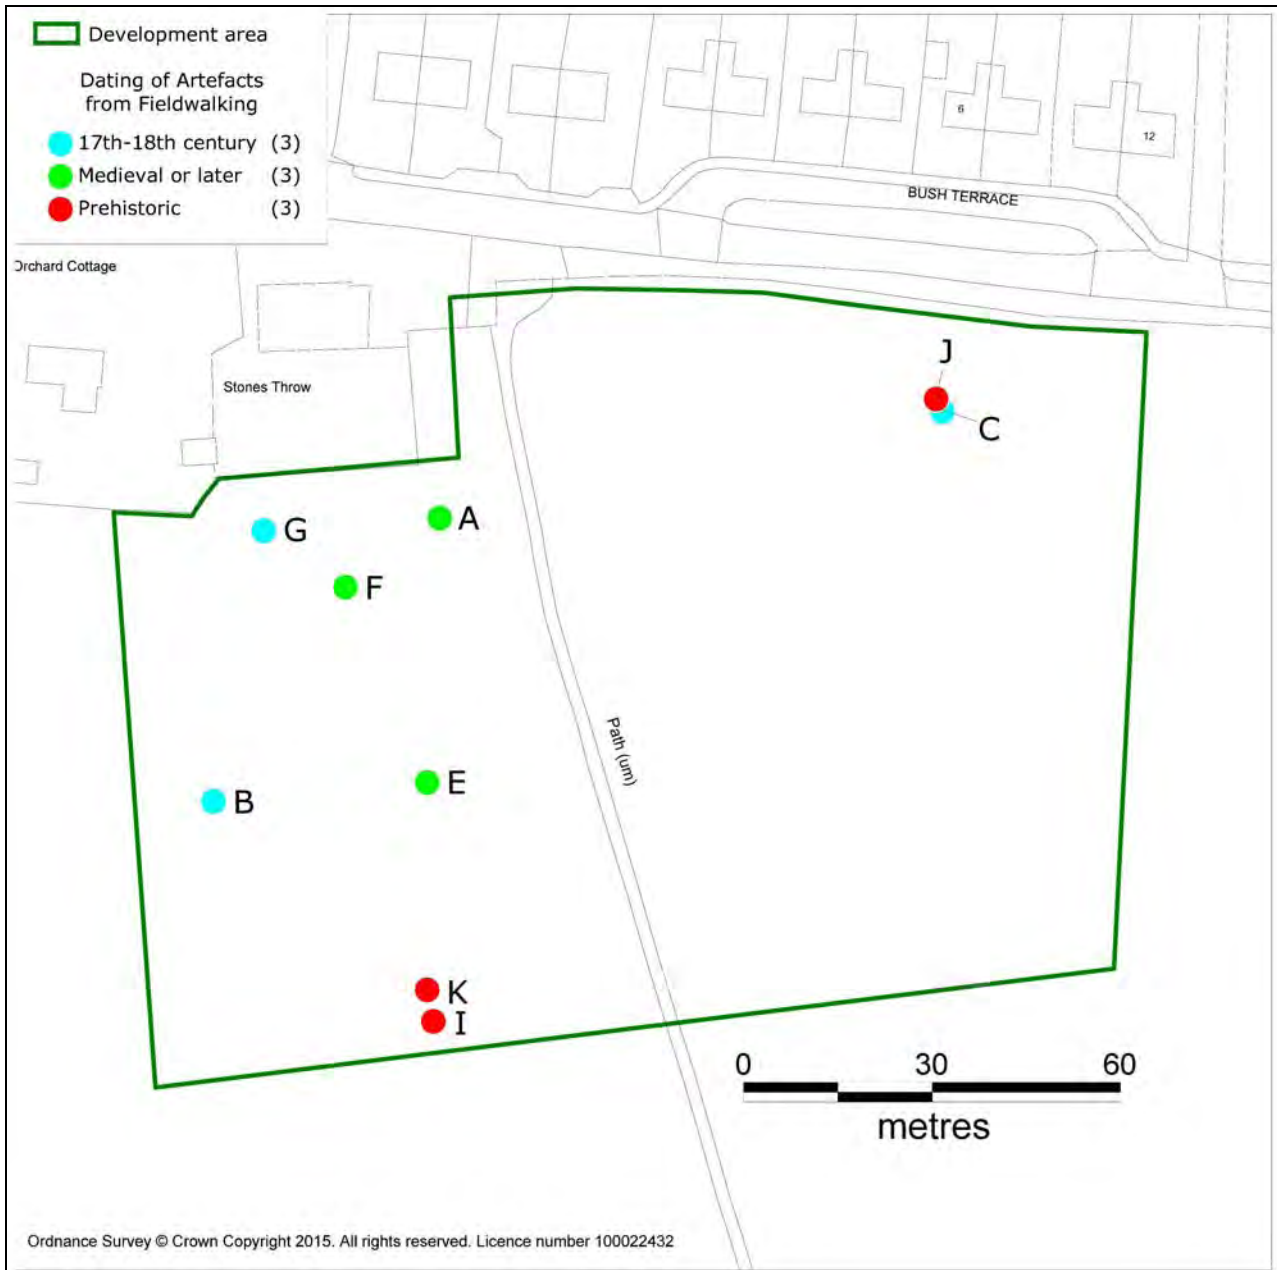 Development area
Dating of Artefacts
from Fieldwalking
17th-18th century (3)
Medieval or later (3)
Prehistoric (3)
6
12
BUSH TERRACE
Orchard Cottage
Stones Throw
J
C
G
A
F
Path (um)
E
B
K
I
0 30 60
metres
Ordnance Survey © Crown Copyright 2015. All rights reserved. Licence number 100022432